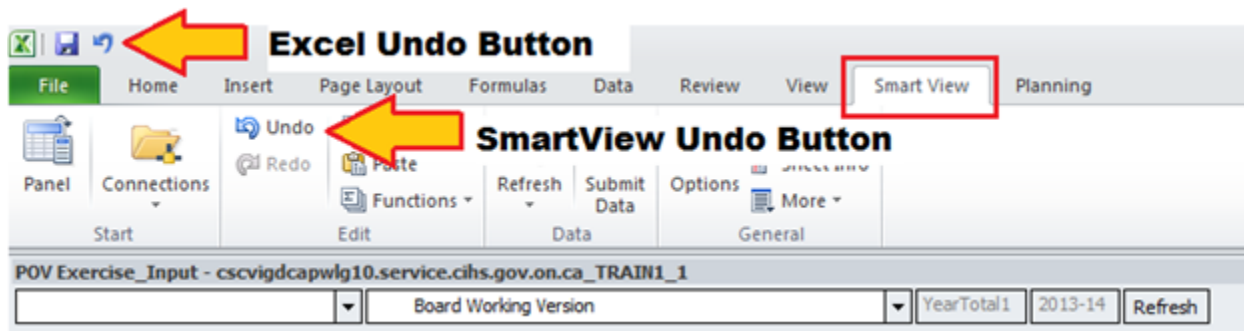 Excel Undo Button
File Home Insert Page Layout Formulas Data Review View Smart View Planning
Undo
SmartView Undo Button
Redo Paste
Panel Connections Functions Refresh Submit Data Options More
Start Edit Data General
POV Exercise_Input - cscvigdcapwlg10.service.cihs.gov.on.ca_TRAIN1_1
Board Working Version YearTotal1 2013-14 Refresh